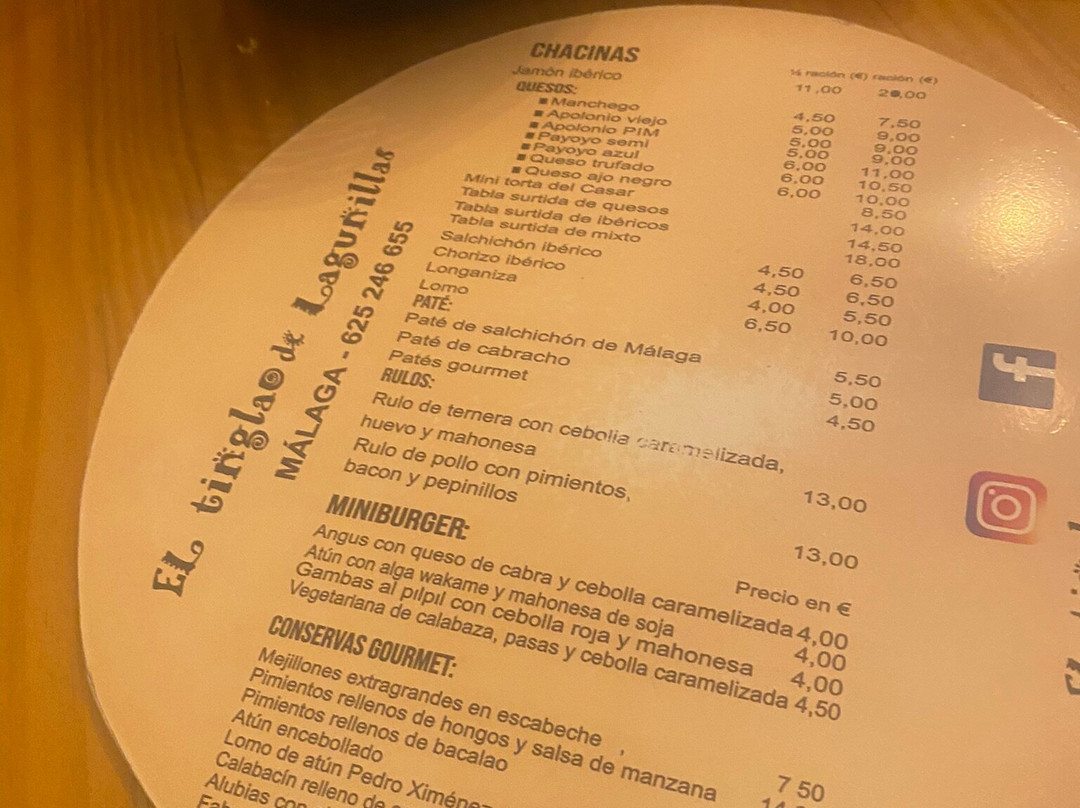 EL tinglao de Lagunillas
MÁLAGA - 625 246 655
CHACINAS ½ ración (€) ración (€)
Jamón ibérico 11,00 20,00
QUESOS:
■ Manchego 4,50 7,50
■ Apolonio viejo 5,00 9,00
■ Apolonio PIM 5,00 9,00
■ Payoyo semi 5,00 9,00
■ Payoyo azul 6,00 11,00
■ Queso trufado 6,00 10,50
■ Queso ajo negro 6,00 10,00
Mini torta del Casar 8,50
Tabla surtida de quesos 14,00
Tabla surtida de ibéricos 14,50
Tabla surtida de mixto 18,00
Salchichón ibérico 4,50 6,50
Chorizo ibérico 4,50 6,50
Longaniza 4,00 5,50
Lomo 6,50 10,00
PATÉ:
Paté de salchichón de Málaga 5,50
Paté de cabracho 5,00
Patés gourmet 4,50
RULOS:
Rulo de ternera con cebolla caramelizada,
huevo y mahonesa 13,00
Rulo de pollo con pimientos,
bacon y pepinillos 13,00
MINIBURGER: Precio en €
Angus con queso de cabra y cebolla caramelizada 4,00
Atún con alga wakame y mahonesa de soja 4,00
Gambas al pilpil con cebolla roja y mahonesa 4,00
Vegetariana de calabaza, pasas y cebolla caramelizada 4,50
CONSERVAS GOURMET:
Mejillones extragrandes en escabeche 7 50
Pimientos rellenos de hongos y salsa de manzana
Pimientos rellenos de bacalao
Atún encebollado
Lomo de atún Pedro Ximénez
Calabacín relleno de
Alubias con